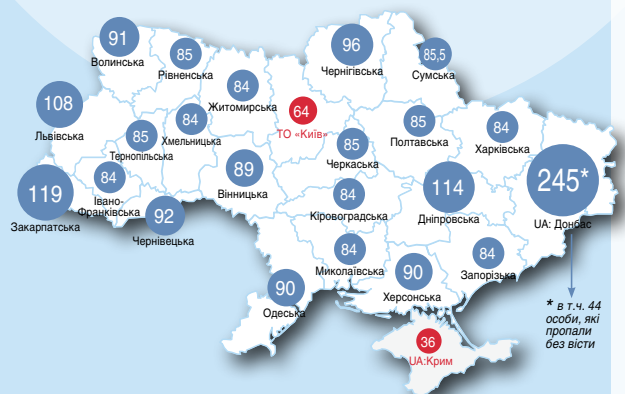 91
Волинська
85
Рівненська
84
Житомирська
96
Чернігівська
85,5
Сумська
108
Львівська
85
Тернопільська
84
Хмельницька
64
ТО «Київ»
85
Черкаська
85
Полтавська
84
Харківська
119
Закарпатська
84
Івано-
Франківська
92
Чернівецька
89
Вінницька
84
Кіровоградська
114
Дніпровська
245*
UA: Донбас
84
Миколаївська
90
Херсонська
84
Запорізька
90
Одеська
36
UA:Крим
* в т.ч. 44
особи, які
пропали
без вісти